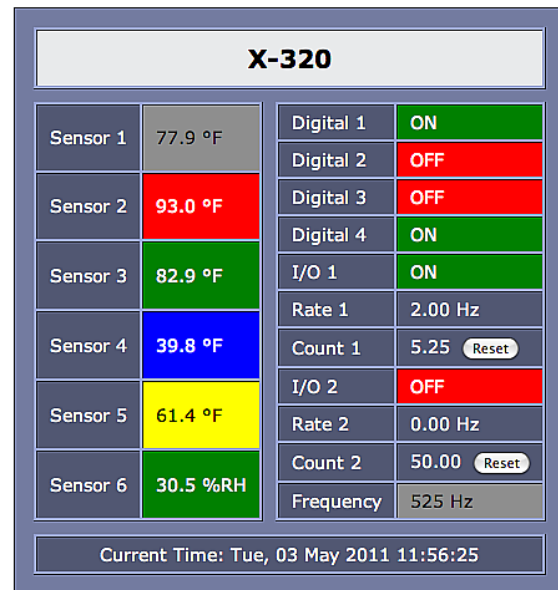 X-320
Sensor 1 77.9 °F
Sensor 2 93.0 °F
Sensor 3 82.9 °F
Sensor 4 39.8 °F
Sensor 5 61.4 °F
Sensor 6 30.5 %RH
Digital 1 ON
Digital 2 OFF
Digital 3 OFF
Digital 4 ON
I/O 1 ON
Rate 1 2.00 Hz
Count 1 5.25 Reset
I/O 2 OFF
Rate 2 0.00 Hz
Count 2 50.00 Reset
Frequency 525 Hz
Current Time: Tue, 03 May 2011 11:56:25